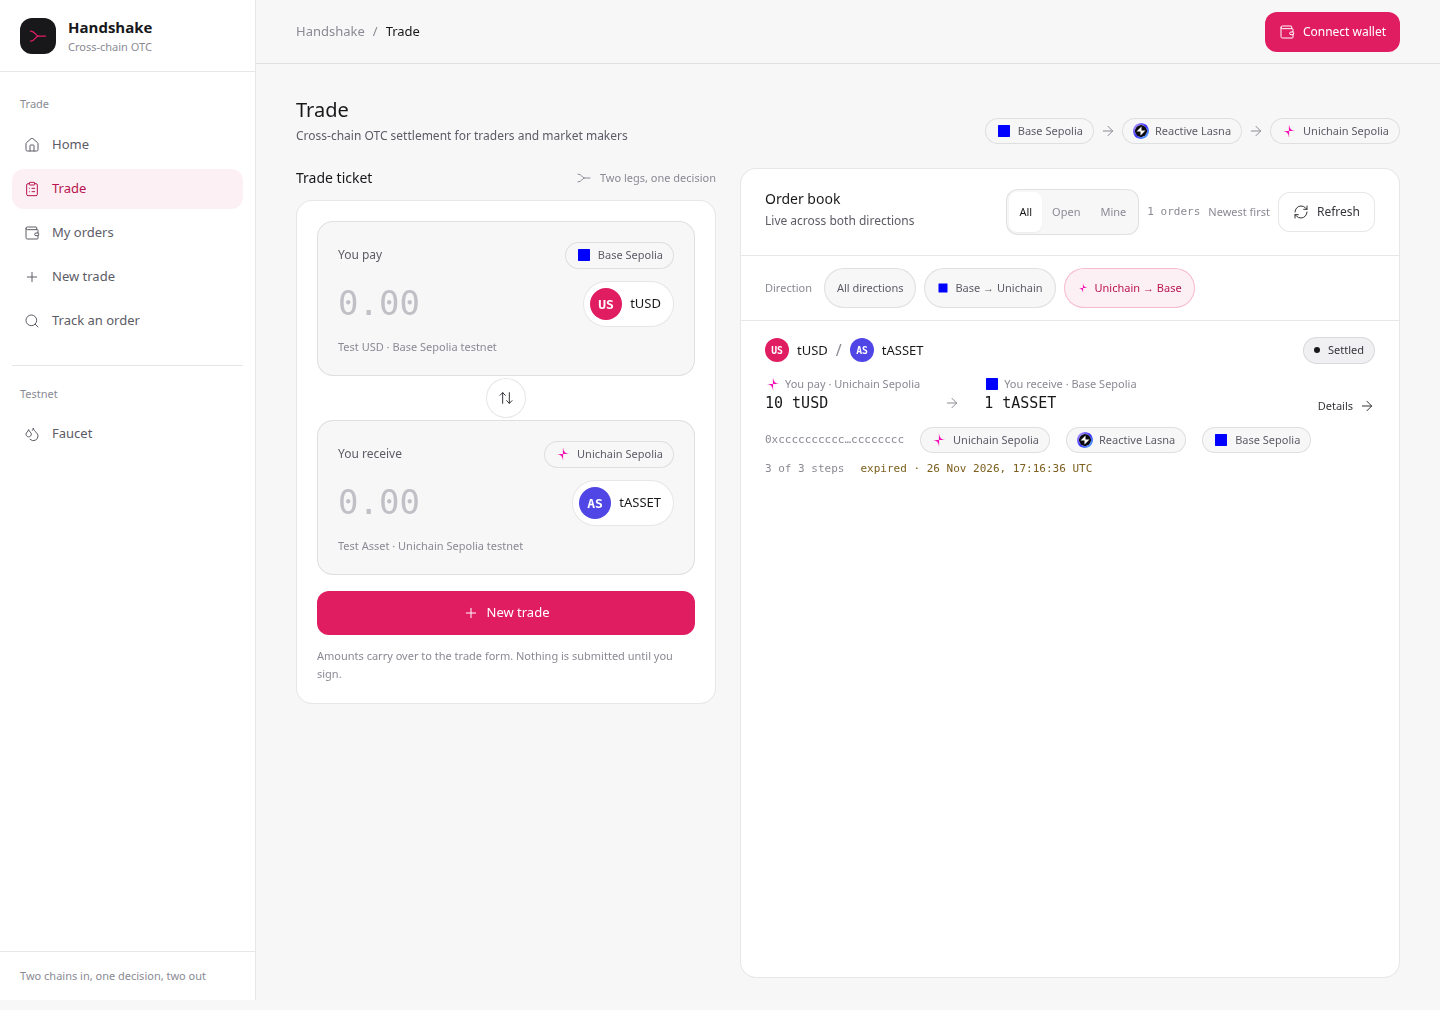 Handshake
Cross-chain OTC
Trade
Home
Trade
My orders
New trade
Track an order
Testnet
Faucet
Two chains in, one decision, two out
Handshake / Trade
Connect wallet
Trade
Cross-chain OTC settlement for traders and market makers
Base Sepolia → Reactive Lasna → Unichain Sepolia
Trade ticket
Two legs, one decision
You pay
Base Sepolia
0.00
US tUSD
Test USD · Base Sepolia testnet
You receive
Unichain Sepolia
0.00
AS tASSET
Test Asset · Unichain Sepolia testnet
New trade
Amounts carry over to the trade form. Nothing is submitted until you
sign.
Order book
Live across both directions
All Open Mine
1 orders
Newest first
Refresh
Direction
All directions
Base → Unichain
Unichain → Base
US tUSD / AS tASSET
Settled
You pay · Unichain Sepolia
10 tUSD
→
You receive · Base Sepolia
1 tASSET
Details →
0xcccccccccc…cccccccc
Unichain Sepolia
Reactive Lasna
Base Sepolia
3 of 3 steps
expired · 26 Nov 2026, 17:16:36 UTC